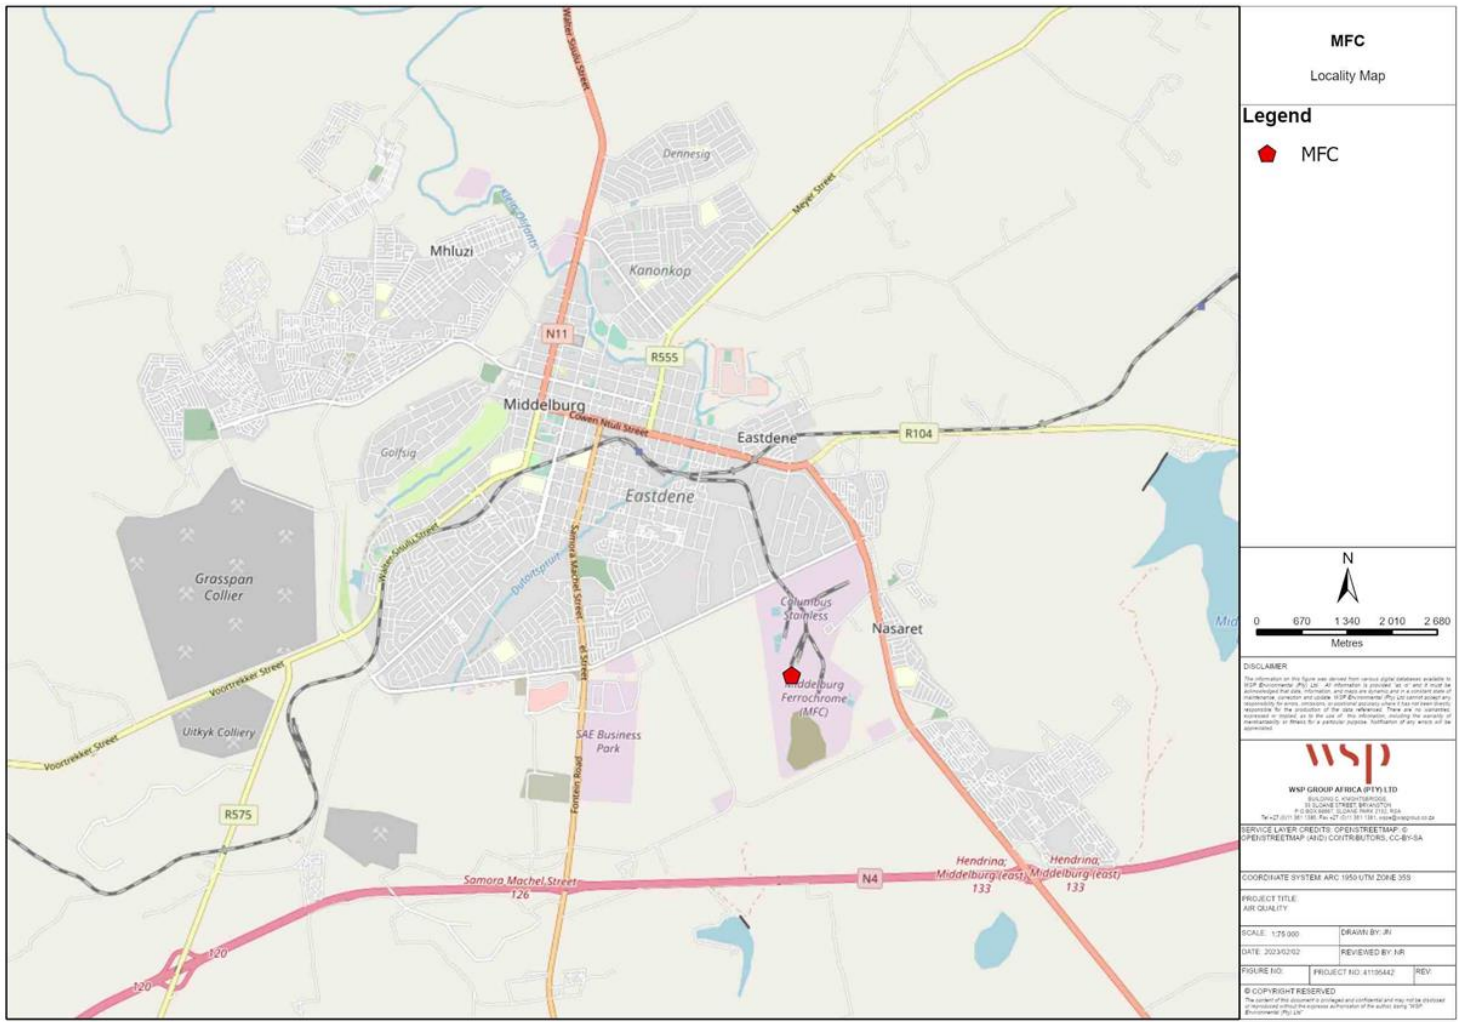 MFC
Locality Map
Legend
MFC
Walter Sisulu Street
Dennesig
Meyer Street
Klein Olifants
Mhluzi
Kanonkop
N11
R555
Middelburg
Cowen Ntuli Street
Eastdene
R104
Golfsig
Eastdene
Walter Sisulu Street
Samora Machel Street
Dutoitspruit
Grasspan
Collier
Columbus
Stainless
Nasaret
Mid
el Street
Voortrekker Street
Middelburg
Ferrochrome
(MFC)
Uitkyk Colliery
SAE Business
Park
Voortrekker Street
Fontein Road
R575
Samora Machel Street
126
N4
Hendrina;
Middelburg (east)
133
Hendrina;
Middelburg (east)
133
120
120
N
0 670 1 340 2 010 2 680
Metres
DISCLAIMER
wsp
WSP GROUP AFRICA (PTY) LTD
SERVICE LAYER CREDITS: OPENSTREETMAP: ©
OPENSTREETMAP (AND) CONTRIBUTORS, CC-BY-SA
COORDINATE SYSTEM: ARC 1950 UTM ZONE 35S
PROJECT TITLE:
AIR QUALITY
SCALE: 1:75 000
DRAWN BY: JN
DATE: 2023/02/02
REVIEWED BY: NR
FIGURE NO:
PROJECT NO: 41105442
REV:
© COPYRIGHT RESERVED